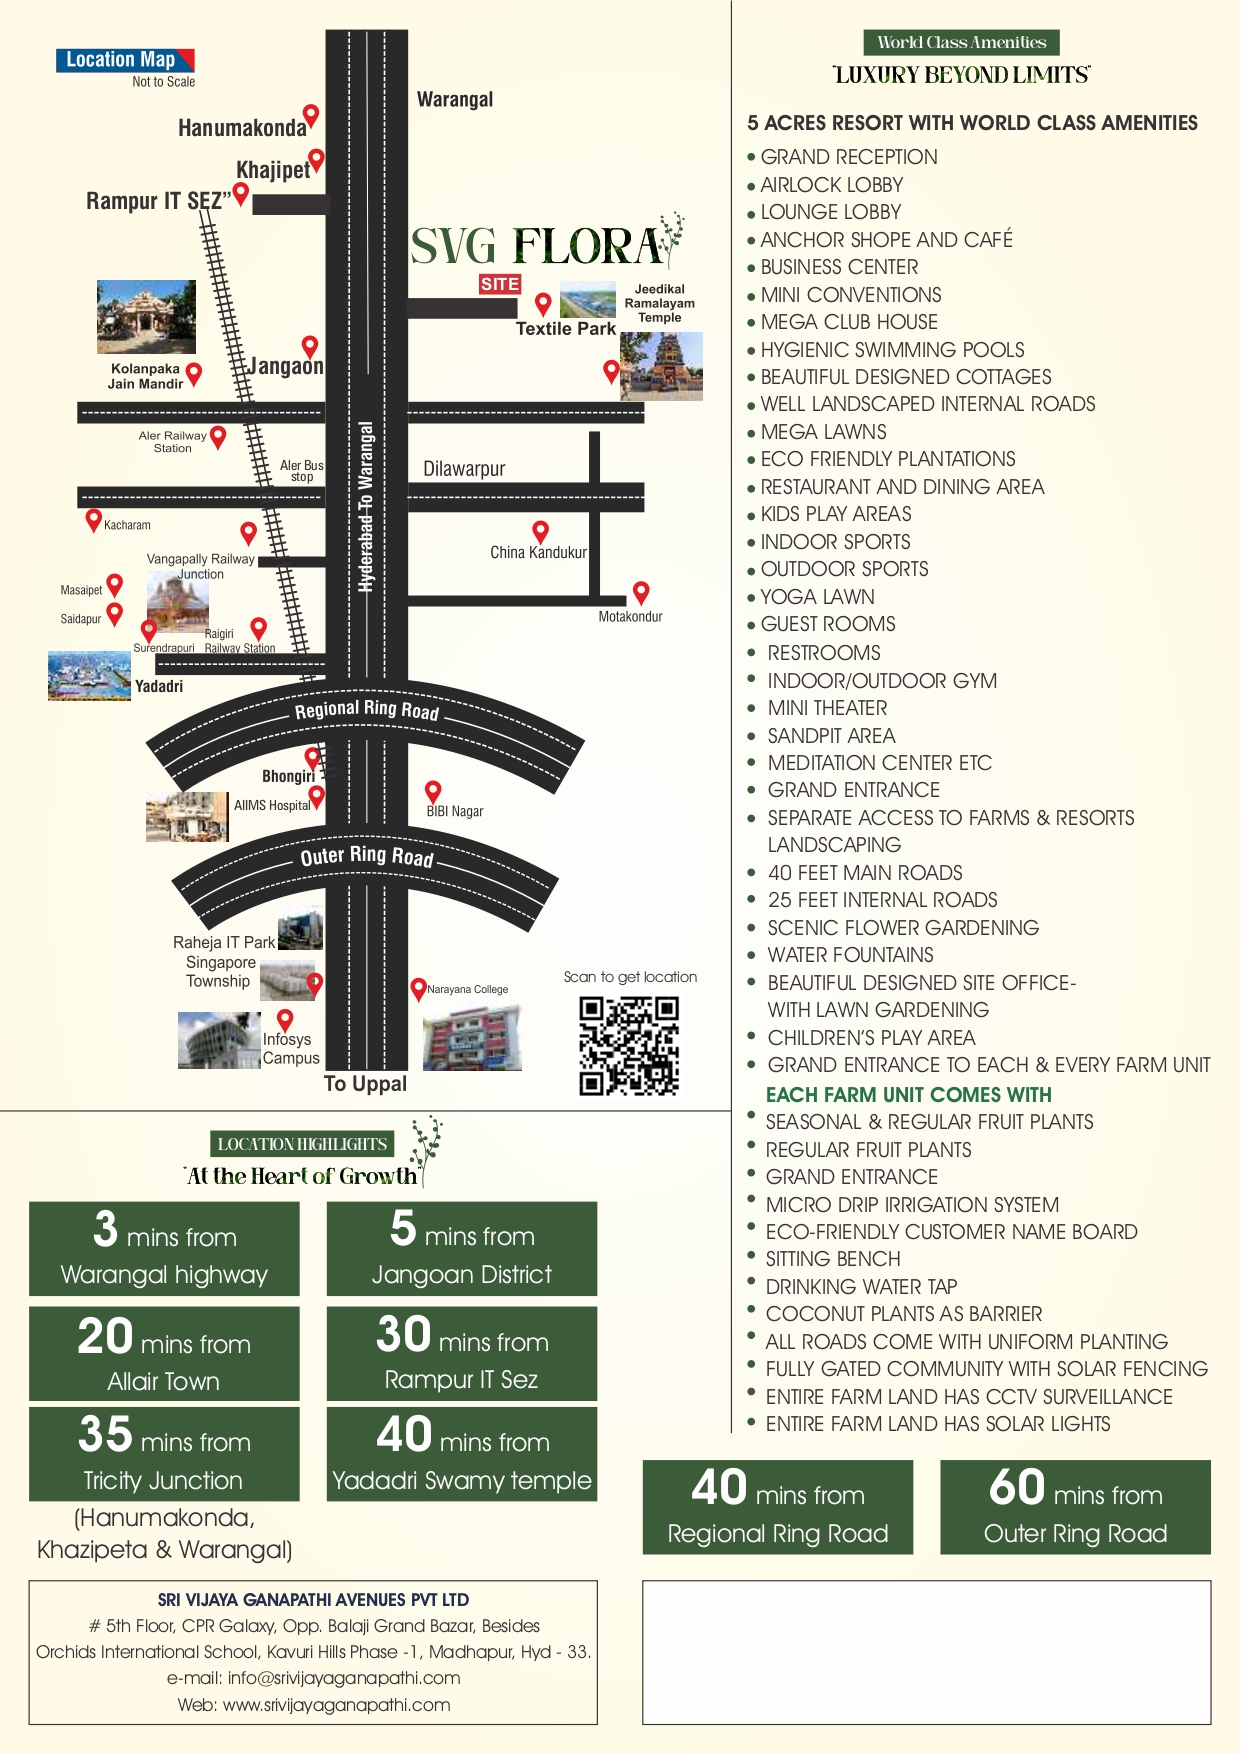 Location Map
Not to Scale
Warangal
Hanumakonda
Khajipet
Rampur IT SEZ”
SVG FLORA
SITE
Textile Park
Jeedikal
Ramalayam
Temple
Jangaon
Kolanpaka
Jain Mandir
Aler Railway
Station
Aler Bus
stop
Dilawarpur
Hyderabad To Warangal
Kacharam
China Kandukur
Vangapally Railway
Junction
Masaipet
Saidapur
Motakondur
Surendrapuri
Raigiri
Railway Station
Yadadri
Regional Ring Road
Bhongiri
AIIMS Hospital
BIBI Nagar
Outer Ring Road
Raheja IT Park
Singapore
Township
Narayana College
Infosys
Campus
To Uppal
Scan to get location
World Class Amenities
"LUXURY BEYOND LIMITS"
5 ACRES RESORT WITH WORLD CLASS AMENITIES
• GRAND RECEPTION
• AIRLOCK LOBBY
• LOUNGE LOBBY
• ANCHOR SHOPE AND CAFÉ
• BUSINESS CENTER
• MINI CONVENTIONS
• MEGA CLUB HOUSE
• HYGIENIC SWIMMING POOLS
• BEAUTIFUL DESIGNED COTTAGES
• WELL LANDSCAPED INTERNAL ROADS
• MEGA LAWNS
• ECO FRIENDLY PLANTATIONS
• RESTAURANT AND DINING AREA
• KIDS PLAY AREAS
• INDOOR SPORTS
• OUTDOOR SPORTS
• YOGA LAWN
• GUEST ROOMS
• RESTROOMS
• INDOOR/OUTDOOR GYM
• MINI THEATER
• SANDPIT AREA
• MEDITATION CENTER ETC
• GRAND ENTRANCE
• SEPARATE ACCESS TO FARMS & RESORTS
LANDSCAPING
• 40 FEET MAIN ROADS
• 25 FEET INTERNAL ROADS
• SCENIC FLOWER GARDENING
• WATER FOUNTAINS
• BEAUTIFUL DESIGNED SITE OFFICE-
WITH LAWN GARDENING
• CHILDREN’S PLAY AREA
• GRAND ENTRANCE TO EACH & EVERY FARM UNIT
EACH FARM UNIT COMES WITH
• SEASONAL & REGULAR FRUIT PLANTS
• REGULAR FRUIT PLANTS
• GRAND ENTRANCE
• MICRO DRIP IRRIGATION SYSTEM
• ECO-FRIENDLY CUSTOMER NAME BOARD
• SITTING BENCH
• DRINKING WATER TAP
• COCONUT PLANTS AS BARRIER
• ALL ROADS COME WITH UNIFORM PLANTING
• FULLY GATED COMMUNITY WITH SOLAR FENCING
• ENTIRE FARM LAND HAS CCTV SURVEILLANCE
• ENTIRE FARM LAND HAS SOLAR LIGHTS
LOCATION HIGHLIGHTS
"At the Heart of Growth"
3 mins from
Warangal highway
5 mins from
Jangoan District
20 mins from
Allair Town
30 mins from
Rampur IT Sez
35 mins from
Tricity Junction
(Hanumakonda,
Khazipeta & Warangal)
40 mins from
Yadadri Swamy temple
40 mins from
Regional Ring Road
60 mins from
Outer Ring Road
SRI VIJAYA GANAPATHI AVENUES PVT LTD
# 5th Floor, CPR Galaxy, Opp. Balaji Grand Bazar, Besides
Orchids International School, Kavuri Hills Phase -1, Madhapur, Hyd - 33.
e-mail: info@srivijayaganapathi.com
Web: www.srivijayaganapathi.com